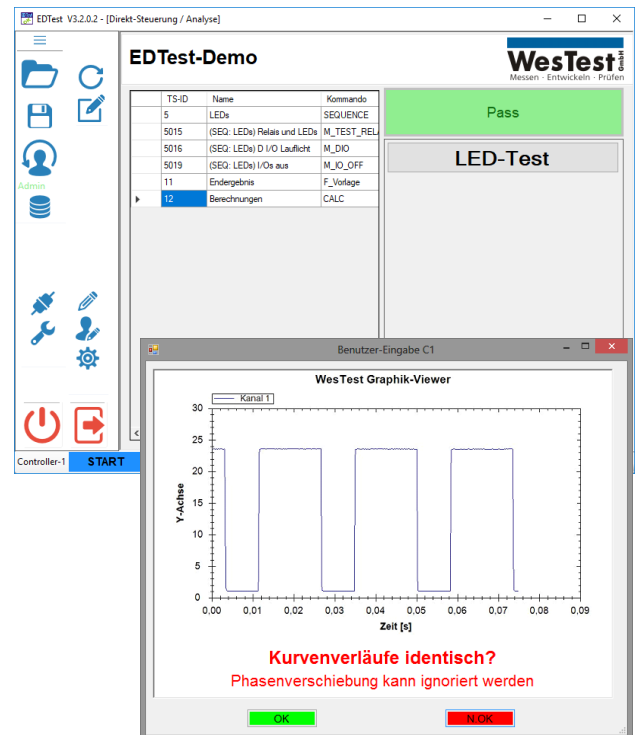 EDTest V3.2.0.2 - [Direkt-Steuerung / Analyse]
EDTest-Demo
WesTest GmbH
Messen · Entwickeln · Prüfen
Admin
TS-ID Name Kommando
5 LEDs SEQUENCE
5015 (SEQ: LEDs) Relais und LEDs M_TEST_RELA
5016 (SEQ: LEDs) D I/O Lauflicht M_DIO
5019 (SEQ: LEDs) I/Os aus M_IO_OFF
11 Endergebnis F_Vorlage
12 Berechnungen CALC
Pass
LED-Test
Controller-1 START
Benutzer-Eingabe C1
WesTest Graphik-Viewer
Kanal 1
Y-Achse
30
25
20
15
10
5
0
0,00 0,01 0,02 0,03 0,04 0,05 0,06 0,07 0,08 0,09
Zeit [s]
Kurvenverläufe identisch?
Phasenverschiebung kann ignoriert werden
OK N.OK